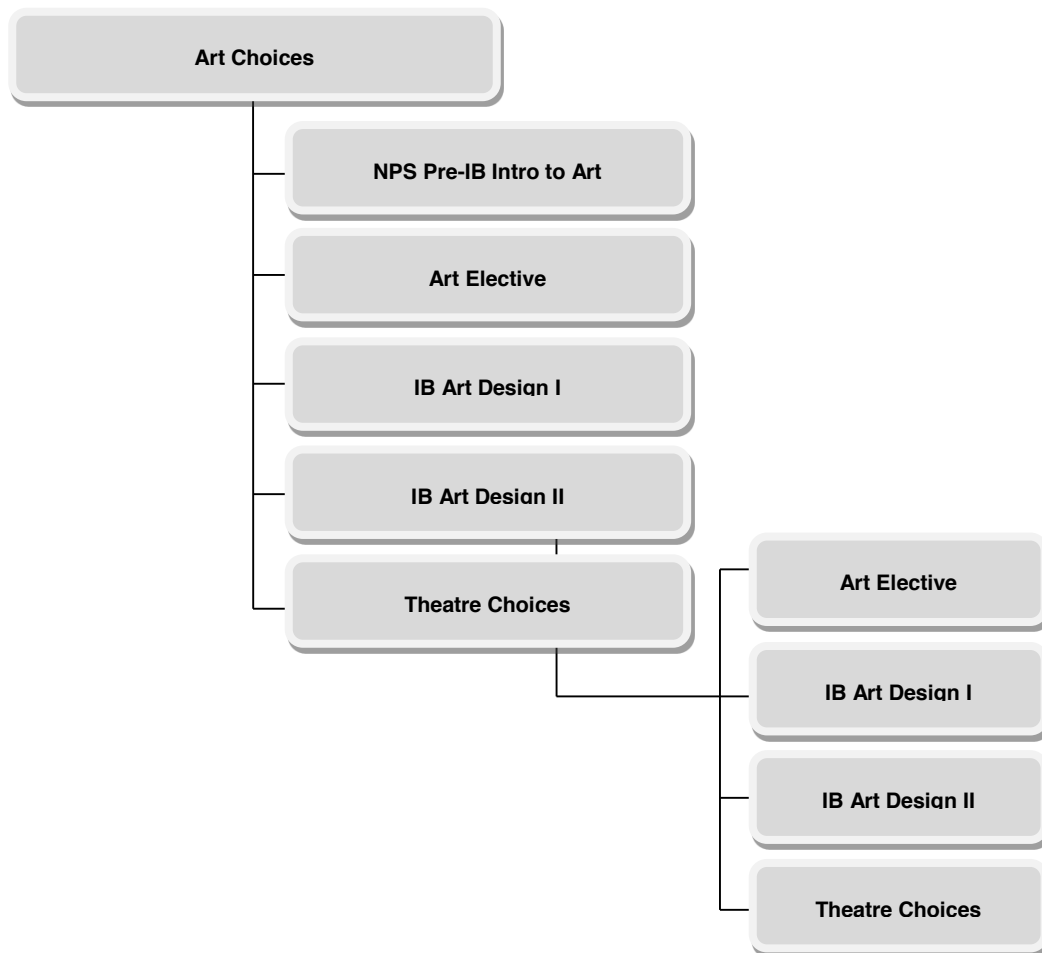 Art Choices
NPS Pre-IB Intro to Art
Art Elective
IB Art Design I
IB Art Design II
Theatre Choices
Art Elective
IB Art Design I
IB Art Design II
Theatre Choices